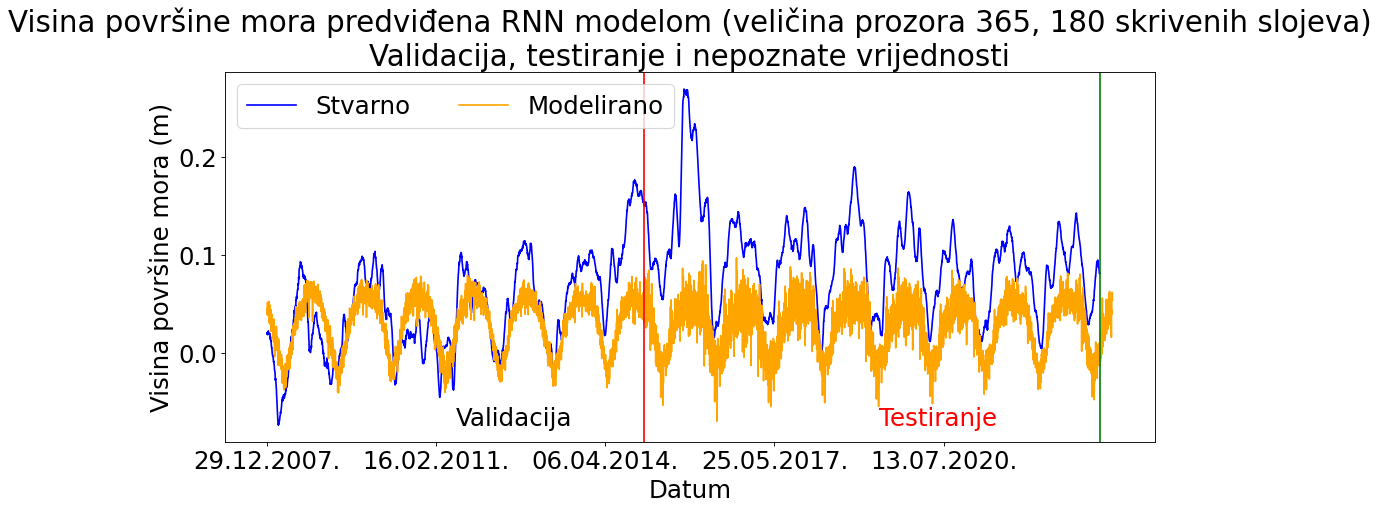 Visina površine mora predviđena RNN modelom (veličina prozora 365, 180 skrivenih slojeva)
Validacija, testiranje i nepoznate vrijednosti
Stvarno
Modelirano
Visina površine mora (m)
0.2
0.1
0.0
Validacija
Testiranje
29.12.2007.
16.02.2011.
06.04.2014.
25.05.2017.
13.07.2020.
Datum